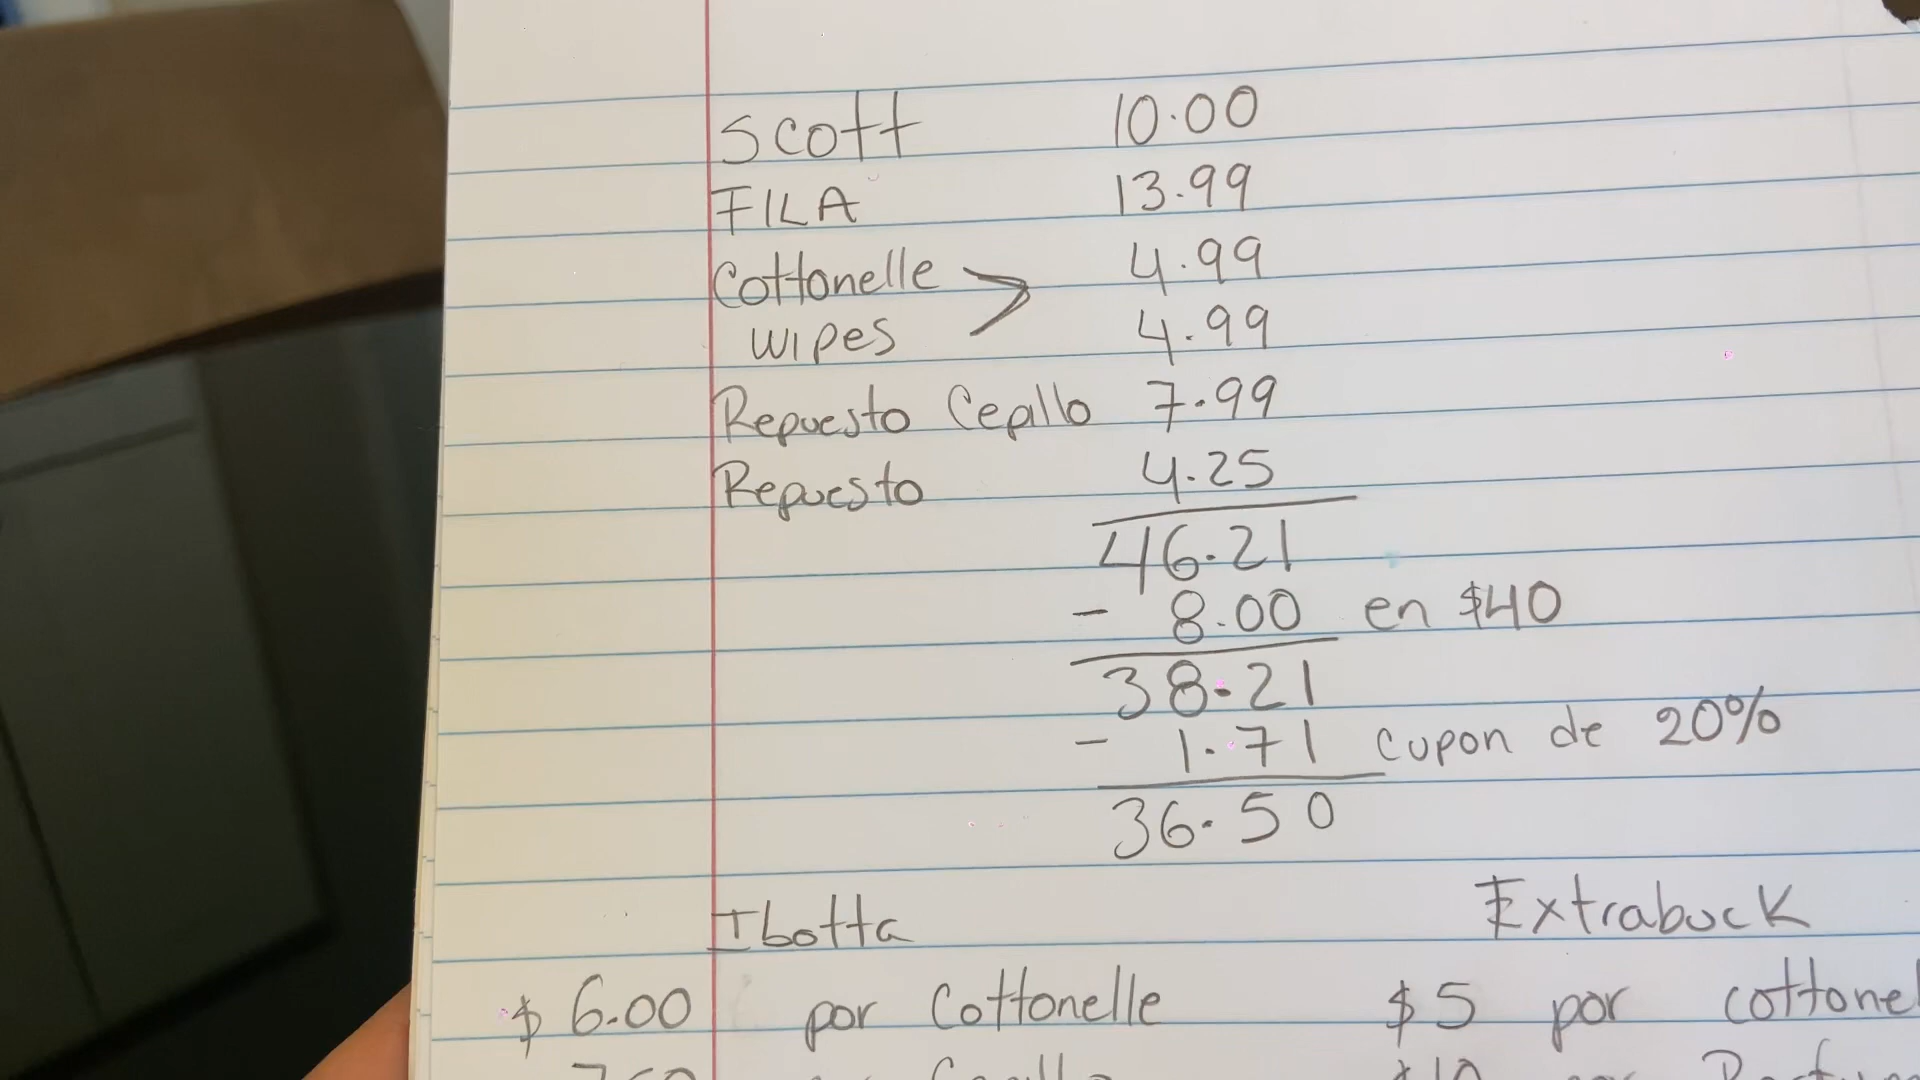 Scott 10.00
FILA 13.99
Cottonelle > 4.99
WIPES 4.99
Repuesto Cepillo 7.99
Repuesto 4.25
46.21
- 8.00 en $40
38.21
- 1.71 cupon de 20%
36.50
Ibotta Extrabuck
$6.00 por Cottonelle $5 por cottonel